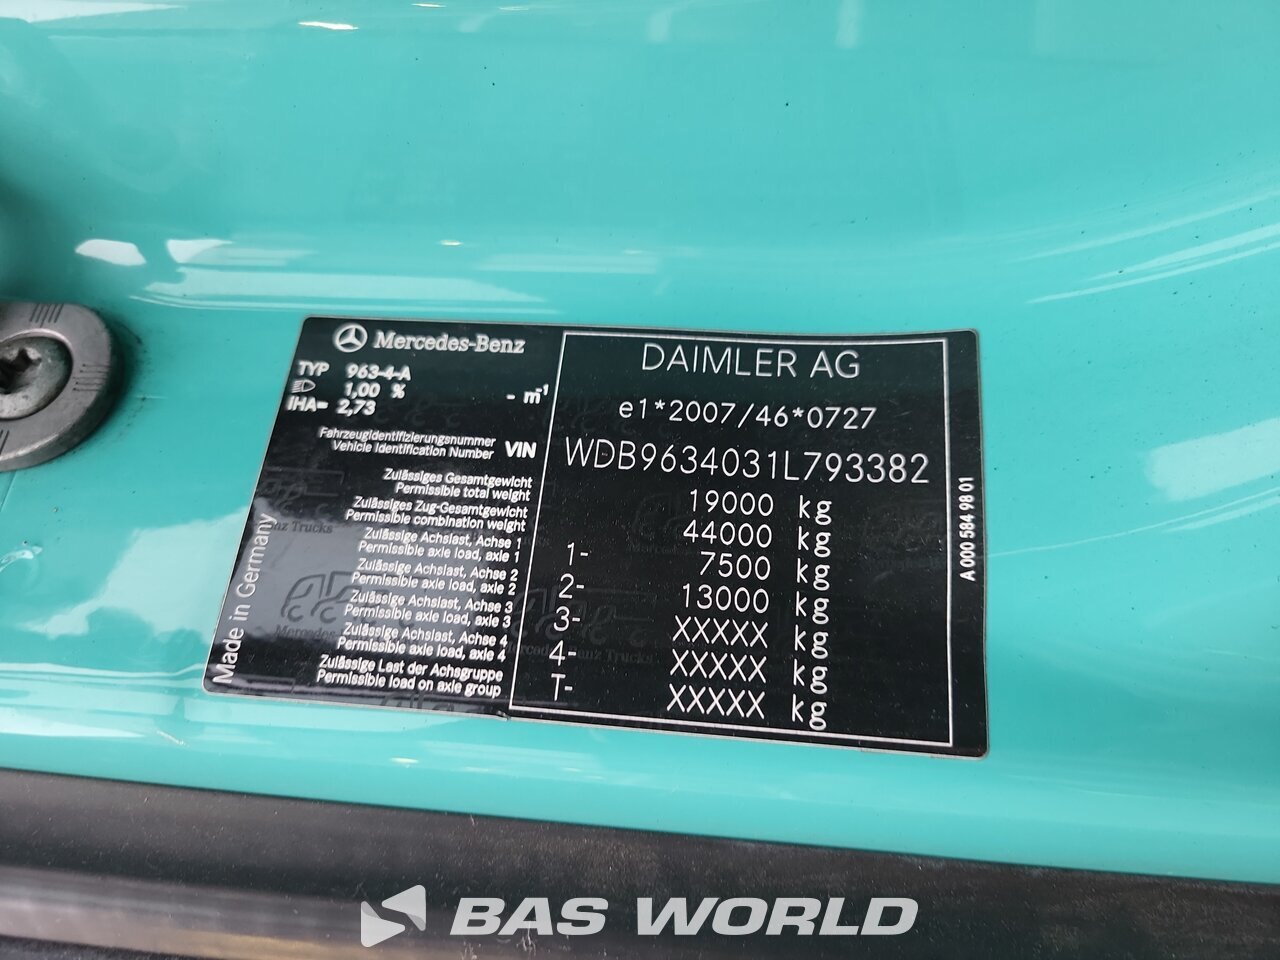 Mercedes-Benz
TYP 963-4-A
1,00 % - m⁻¹
IHA= 2,73
DAIMLER AG
e1*2007/46*0727
Fahrzeugidentifizierungsnummer
Vehicle Identification Number VIN WDB9634031L793382
Zulässiges Gesamtgewicht
Permissible total weight 19000 kg
Zulässiges Zug-Gesamtgewicht
Permissible combination weight 44000 kg
Zulässige Achslast, Achse 1
Permissible axle load, axle 1 1- 7500 kg
Zulässige Achslast, Achse 2
Permissible axle load, axle 2 2- 13000 kg
Zulässige Achslast, Achse 3
Permissible axle load, axle 3 3- XXXXX kg
Zulässige Achslast, Achse 4
Permissible axle load, axle 4 4- XXXXX kg
Zulässige Last der Achsgruppe
Permissible load on axle group T- XXXXX kg
Made in Germany
A 000 584 98 01
BAS WORLD